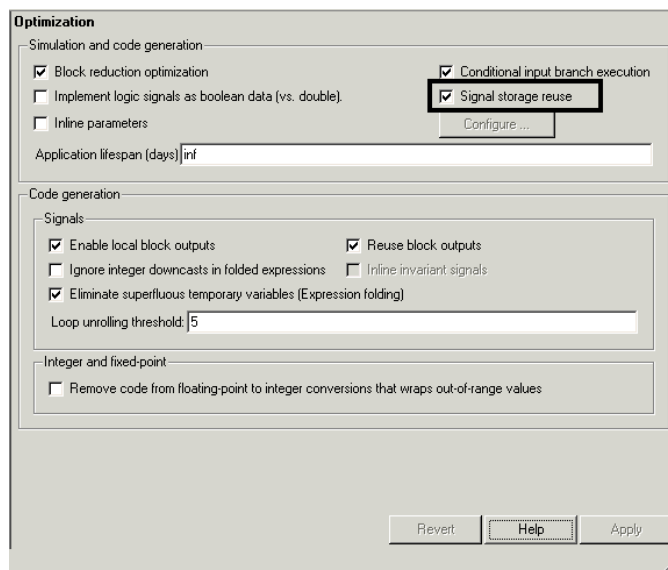 Optimization
Simulation and code generation
Block reduction optimization
Conditional input branch execution
Implement logic signals as boolean data (vs. double).
Signal storage reuse
Inline parameters
Configure ...
Application lifespan (days) inf
Code generation
Signals
Enable local block outputs
Reuse block outputs
Ignore integer downcasts in folded expressions
Inline invariant signals
Eliminate superfluous temporary variables (Expression folding)
Loop unrolling threshold: 5
Integer and fixed-point
Remove code from floating-point to integer conversions that wraps out-of-range values
Revert
Help
Apply